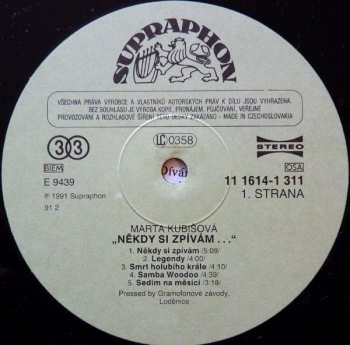 SUPRAPHON
VŠECHNA PRÁVA VÝROBCE A VLASTNÍKŮ AUTORSKÝCH PRÁV K DÍLU JSOU VYHRAZENA.
BEZ SOUHLASU JE VÝROBA KOPIÍ, PRONÁJEM, PŮJČOVÁNÍ, VEŘEJNÉ
PROVOZOVÁNÍ A ROZHLASOVÉ ŠÍŘENÍ TÉTO DESKY ZAKÁZÁNO - MADE IN CZECHOSLOVAKIA
33
LC 0358
STEREO
BIEM
OSA
E 9439
11 1614-1 311
℗ 1991 Supraphon
1. STRANA
91 2
MARTA KUBIŠOVÁ
„NĚKDY SI ZPÍVÁM . . .“
1. Někdy si zpívám /5:09/
2. Legendy /4:00/
3. Smrt holubího krále /4:10/
4. Samba Woodoo /4:39/
5. Sedím na měsíci /3:18/
Pressed by Gramofonové závody,
Loděnice